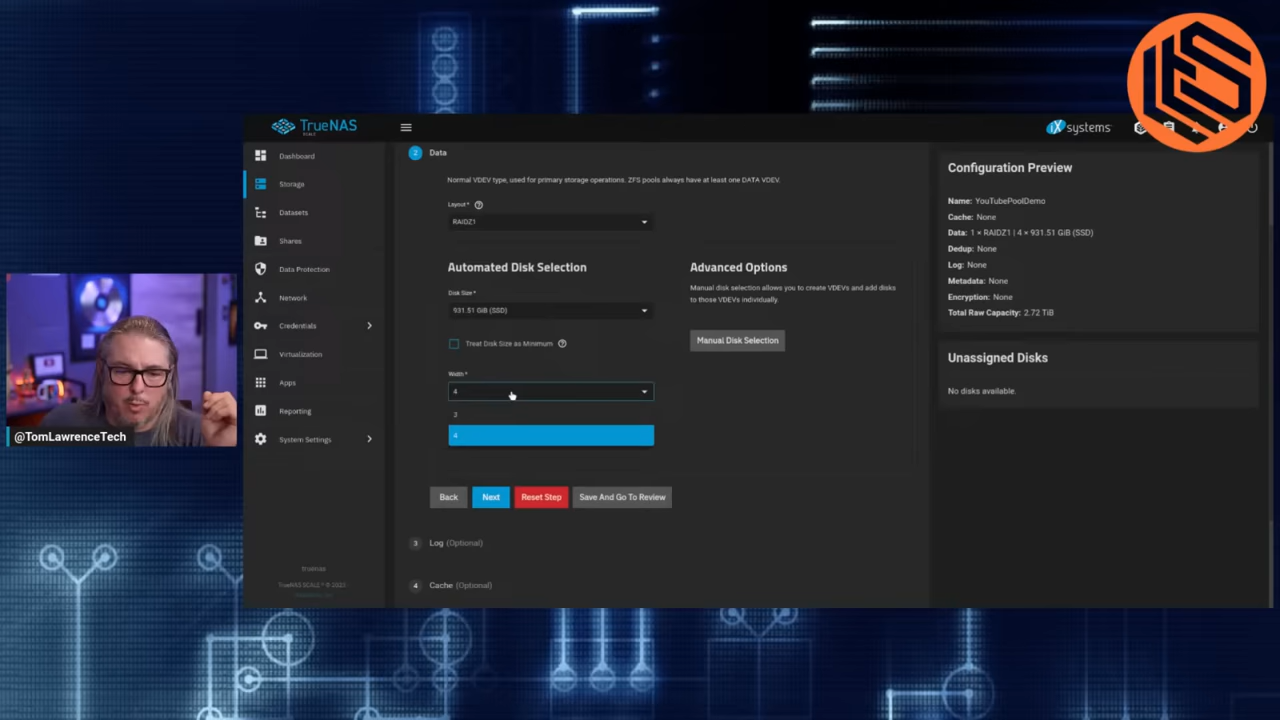 TrueNAS
SCALE
iXsystems
Dashboard
Storage
Datasets
Shares
Data Protection
Network
Credentials
Virtualization
Apps
Reporting
System Settings
truenas
TrueNAS SCALE ® © 2023
2 Data
Normal VDEV type, used for primary storage operations. ZFS pools always have at least one DATA VDEV.
Layout *
RAIDZ1
Automated Disk Selection
Disk Size *
931.51 GiB (SSD)
Treat Disk Size as Minimum
Width *
4
3
4
Advanced Options
Manual disk selection allows you to create VDEVs and add disks
to those VDEVs individually.
Manual Disk Selection
Back Next Reset Step Save And Go To Review
3 Log (Optional)
4 Cache (Optional)
Configuration Preview
Name: YouTubePoolDemo
Cache: None
Data: 1 × RAIDZ1 | 4 × 931.51 GiB (SSD)
Dedup: None
Log: None
Metadata: None
Encryption: None
Total Raw Capacity: 2.72 TiB
Unassigned Disks
No disks available.
@TomLawrenceTech